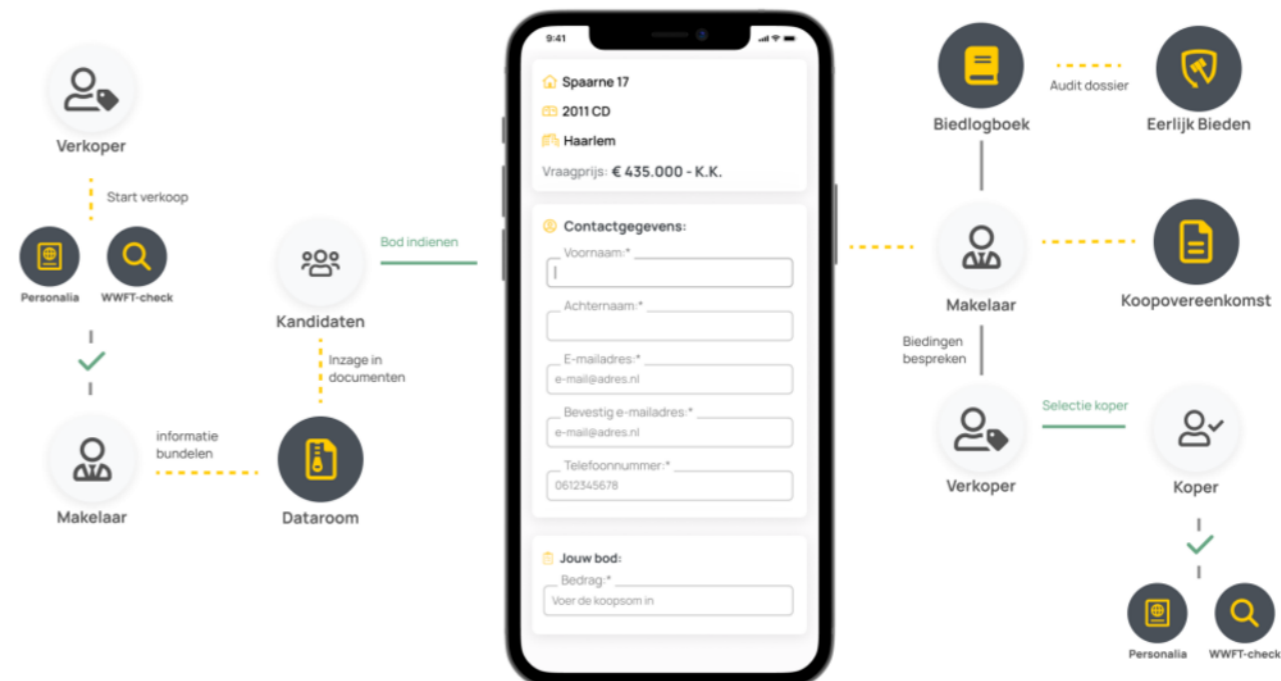 Verkoper
Start verkoop
Personalia
WWFT-check
Makelaar
informatie
bundelen
Dataroom
Inzage in
documenten
Kandidaten
Bod indienen
9:41
Spaarne 17
2011 CD
Haarlem
Vraagprijs: € 435.000 - K.K.
Contactgegevens:
Voornaam:*
Achternaam:*
E-mailadres:*
e-mail@adres.nl
Bevestig e-mailadres:*
e-mail@adres.nl
Telefoonnummer:*
0612345678
Jouw bod:
Bedrag:*
Voer de koopsom in
Biedlogboek
Audit dossier
Eerlijk Bieden
Makelaar
Koopovereenkomst
Biedingen
bespreken
Verkoper
Selectie koper
Koper
Personalia
WWFT-check